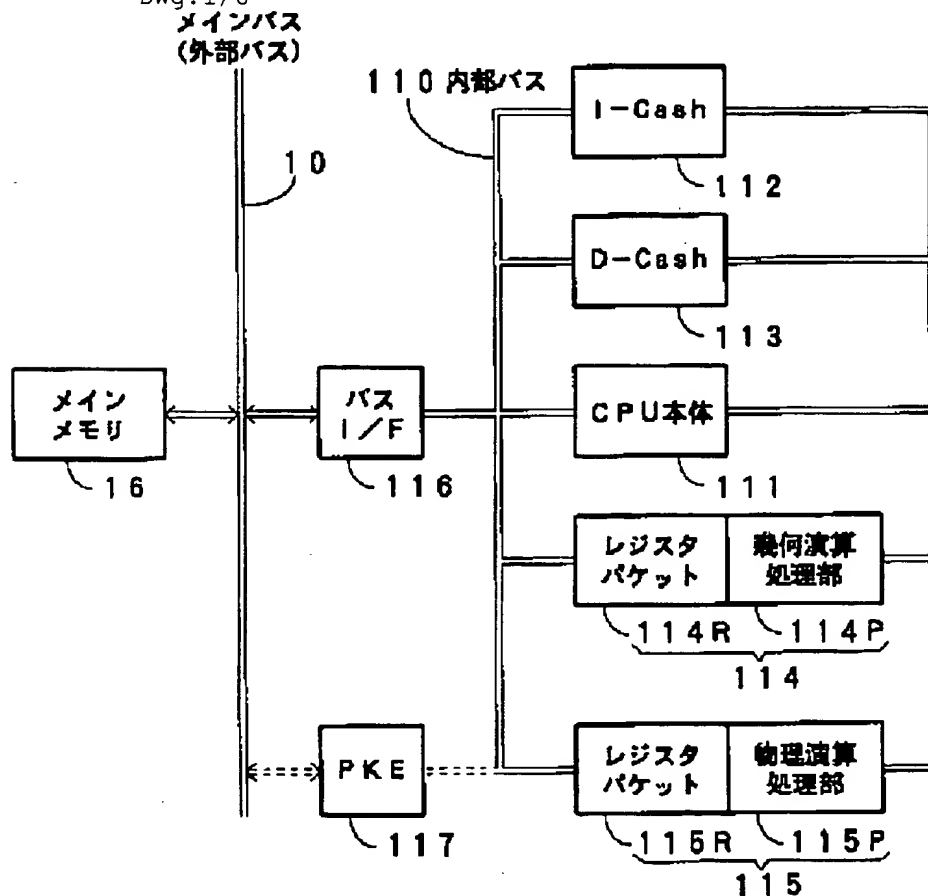 メインバス
(外部バス)
110 内部バス
10
I-Cash
112
D-Cash
113
メイン
メモリ
16
バス
I/F
116
CPU本体
111
レジスタ
パケット
幾何演算
処理部
114R
114P
114
PKE
117
レジスタ
パケット
物理演算
処理部
115R
115P
115